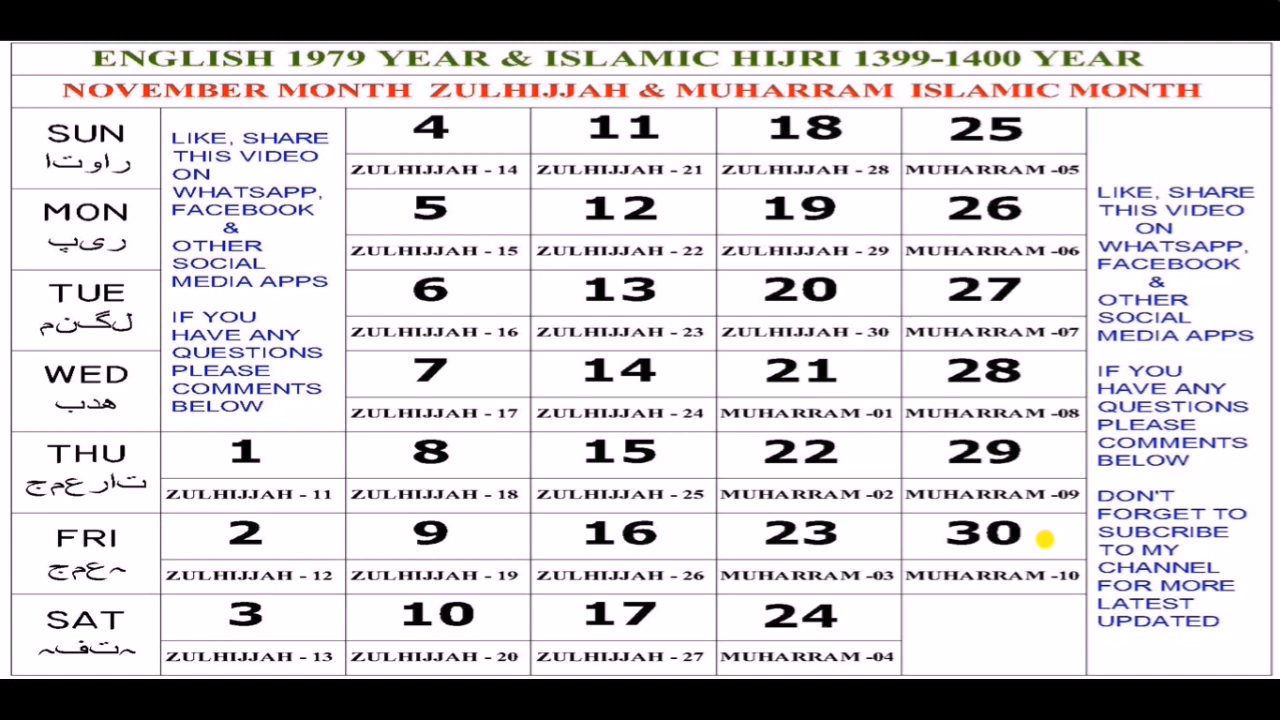 ENGLISH 1979 YEAR & ISLAMIC HIJRI 1399-1400 YEAR
NOVEMBER MONTH ZULHIJJAH & MUHARRAM ISLAMIC MONTH
SUN
اتوار
MON
پیر
TUE
منگل
WED
بدھ
THU
جمعرات
FRI
جمعہ
SAT
ہفتہ
LIKE, SHARE
THIS VIDEO
ON
WHATSAPP,
FACEBOOK
&
OTHER
SOCIAL
MEDIA APPS
IF YOU
HAVE ANY
QUESTIONS
PLEASE
COMMENTS
BELOW
4 11 18 25
ZULHIJJAH - 14 ZULHIJJAH - 21 ZULHIJJAH - 28 MUHARRAM -05
5 12 19 26
ZULHIJJAH - 15 ZULHIJJAH - 22 ZULHIJJAH - 29 MUHARRAM -06
6 13 20 27
ZULHIJJAH - 16 ZULHIJJAH - 23 ZULHIJJAH - 30 MUHARRAM -07
7 14 21 28
ZULHIJJAH - 17 ZULHIJJAH - 24 MUHARRAM -01 MUHARRAM -08
1 8 15 22 29
ZULHIJJAH - 11 ZULHIJJAH - 18 ZULHIJJAH - 25 MUHARRAM -02 MUHARRAM -09
2 9 16 23 30
ZULHIJJAH - 12 ZULHIJJAH - 19 ZULHIJJAH - 26 MUHARRAM -03 MUHARRAM -10
3 10 17 24
ZULHIJJAH - 13 ZULHIJJAH - 20 ZULHIJJAH - 27 MUHARRAM -04
LIKE, SHARE
THIS VIDEO
ON
WHATSAPP,
FACEBOOK
&
OTHER
SOCIAL
MEDIA APPS
IF YOU
HAVE ANY
QUESTIONS
PLEASE
COMMENTS
BELOW
DON'T
FORGET TO
SUBCRIBE
TO MY
CHANNEL
FOR MORE
LATEST
UPDATED